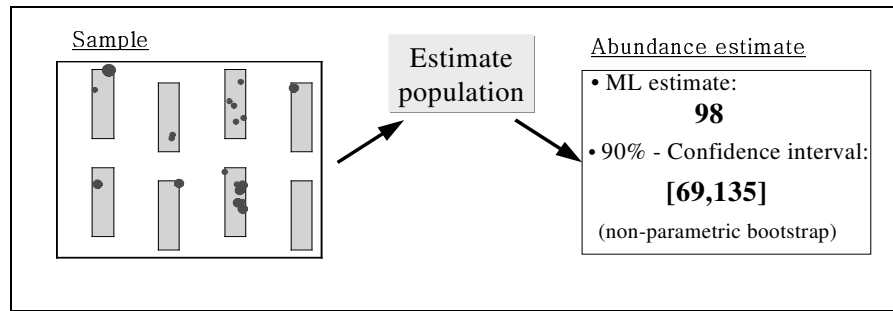 Sample
Estimate
population
Abundance estimate
• ML estimate:
98
• 90% - Confidence interval:
[69,135]
(non-parametric bootstrap)